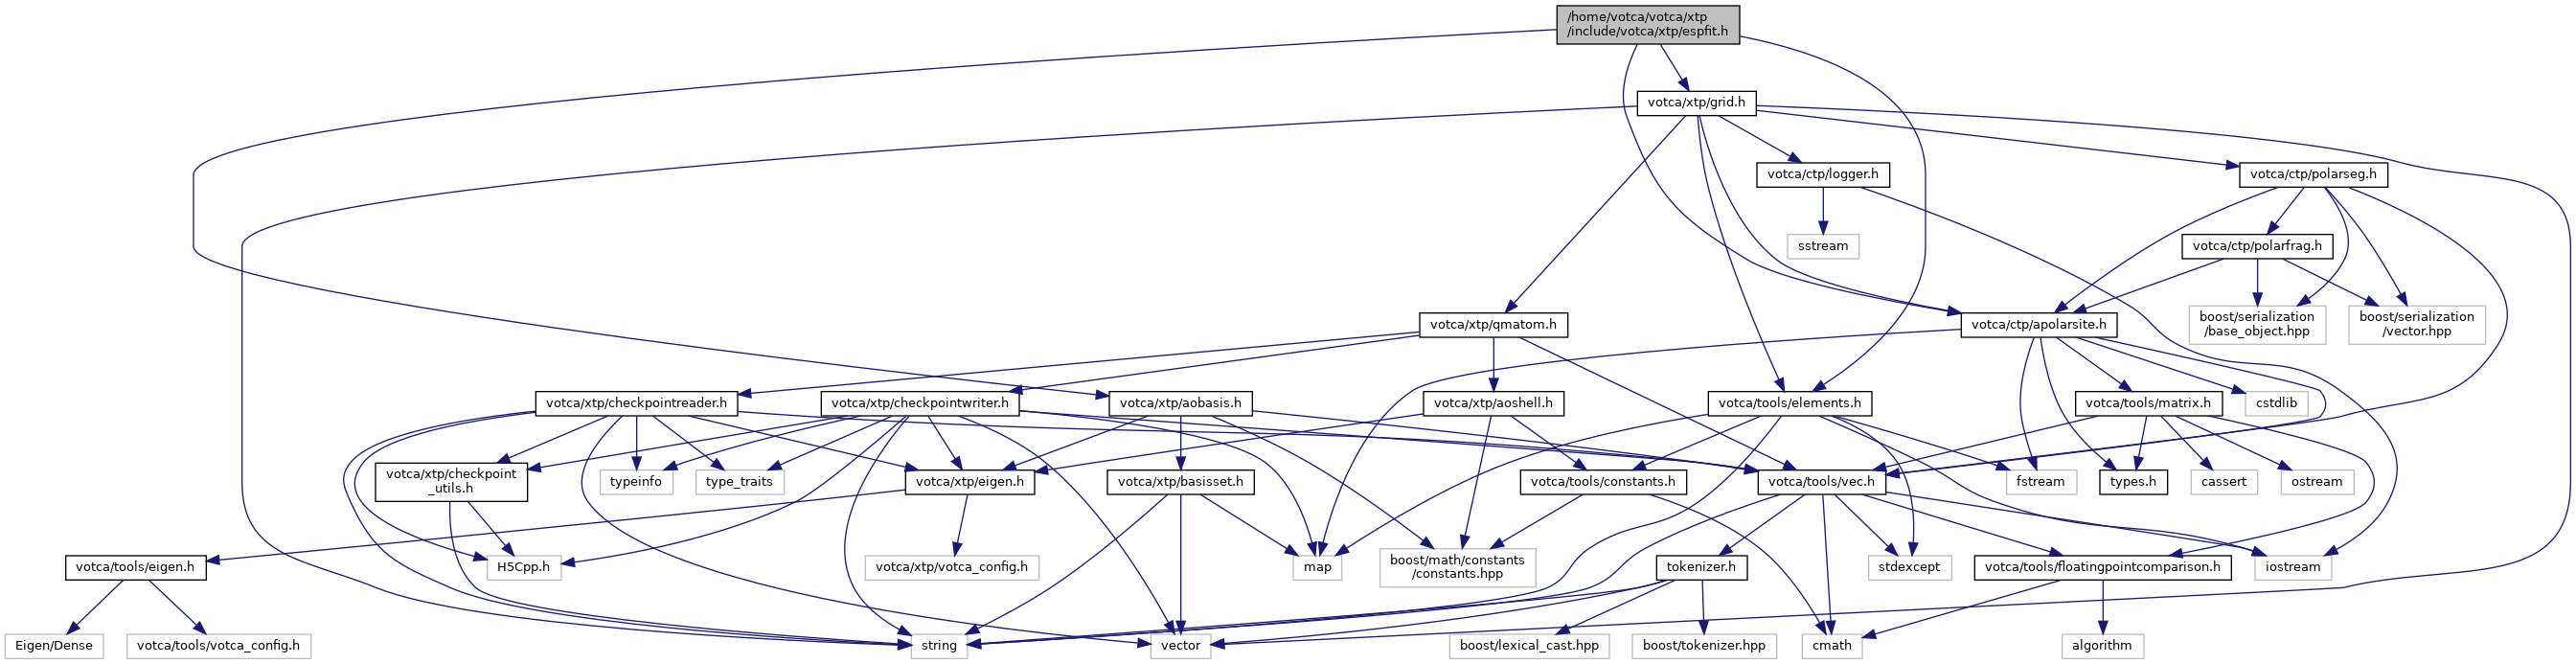 /home/votca/votca/xtp
/include/votca/xtp/espfit.h
votca/xtp/grid.h
votca/ctp/logger.h
votca/ctp/polarseg.h
sstream
votca/ctp/polarfrag.h
votca/xtp/qmatom.h
votca/ctp/apolarsite.h
boost/serialization
/base_object.hpp
boost/serialization
/vector.hpp
votca/xtp/checkpointreader.h
votca/xtp/checkpointwriter.h
votca/xtp/aobasis.h
votca/xtp/aoshell.h
votca/tools/elements.h
votca/tools/matrix.h
cstdlib
votca/xtp/checkpoint
_utils.h
typeinfo
type_traits
votca/xtp/eigen.h
votca/xtp/basisset.h
votca/tools/constants.h
votca/tools/vec.h
fstream
types.h
cassert
ostream
votca/tools/eigen.h
H5Cpp.h
votca/xtp/votca_config.h
map
boost/math/constants
/constants.hpp
tokenizer.h
stdexcept
votca/tools/floatingpointcomparison.h
iostream
Eigen/Dense
votca/tools/votca_config.h
string
vector
boost/lexical_cast.hpp
boost/tokenizer.hpp
cmath
algorithm